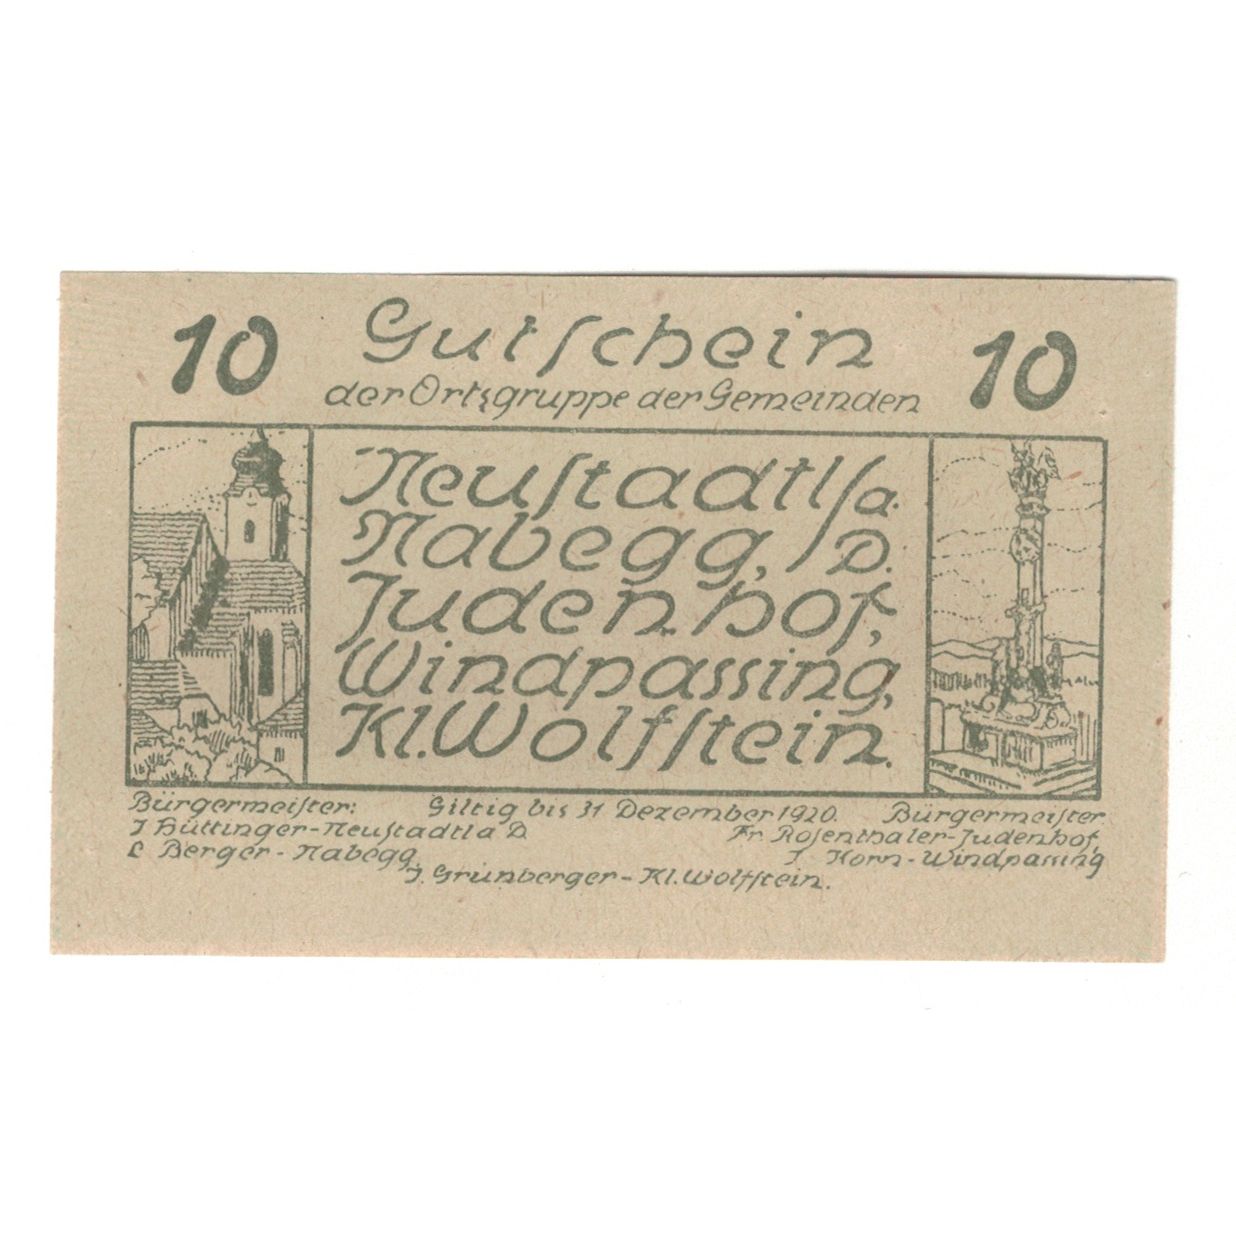 10 Gutſchein 10
der Ortsgruppe der Gemeinden
Neuſtadtl/a.
Nabegg, D.
Judenhof,
Windpassing,
Kl. Wolfſtein.
Bürgermeiſter: Giltig bis 31 Dezember 1920. Bürgermeiſter
J Hüttinger-Neuſtadtl a D Fr. Roſenthaler-Judenhof,
L Berger-Nabegg, J. Korn-Windpassing
J. Grünberger-Kl. Wolfſtein.